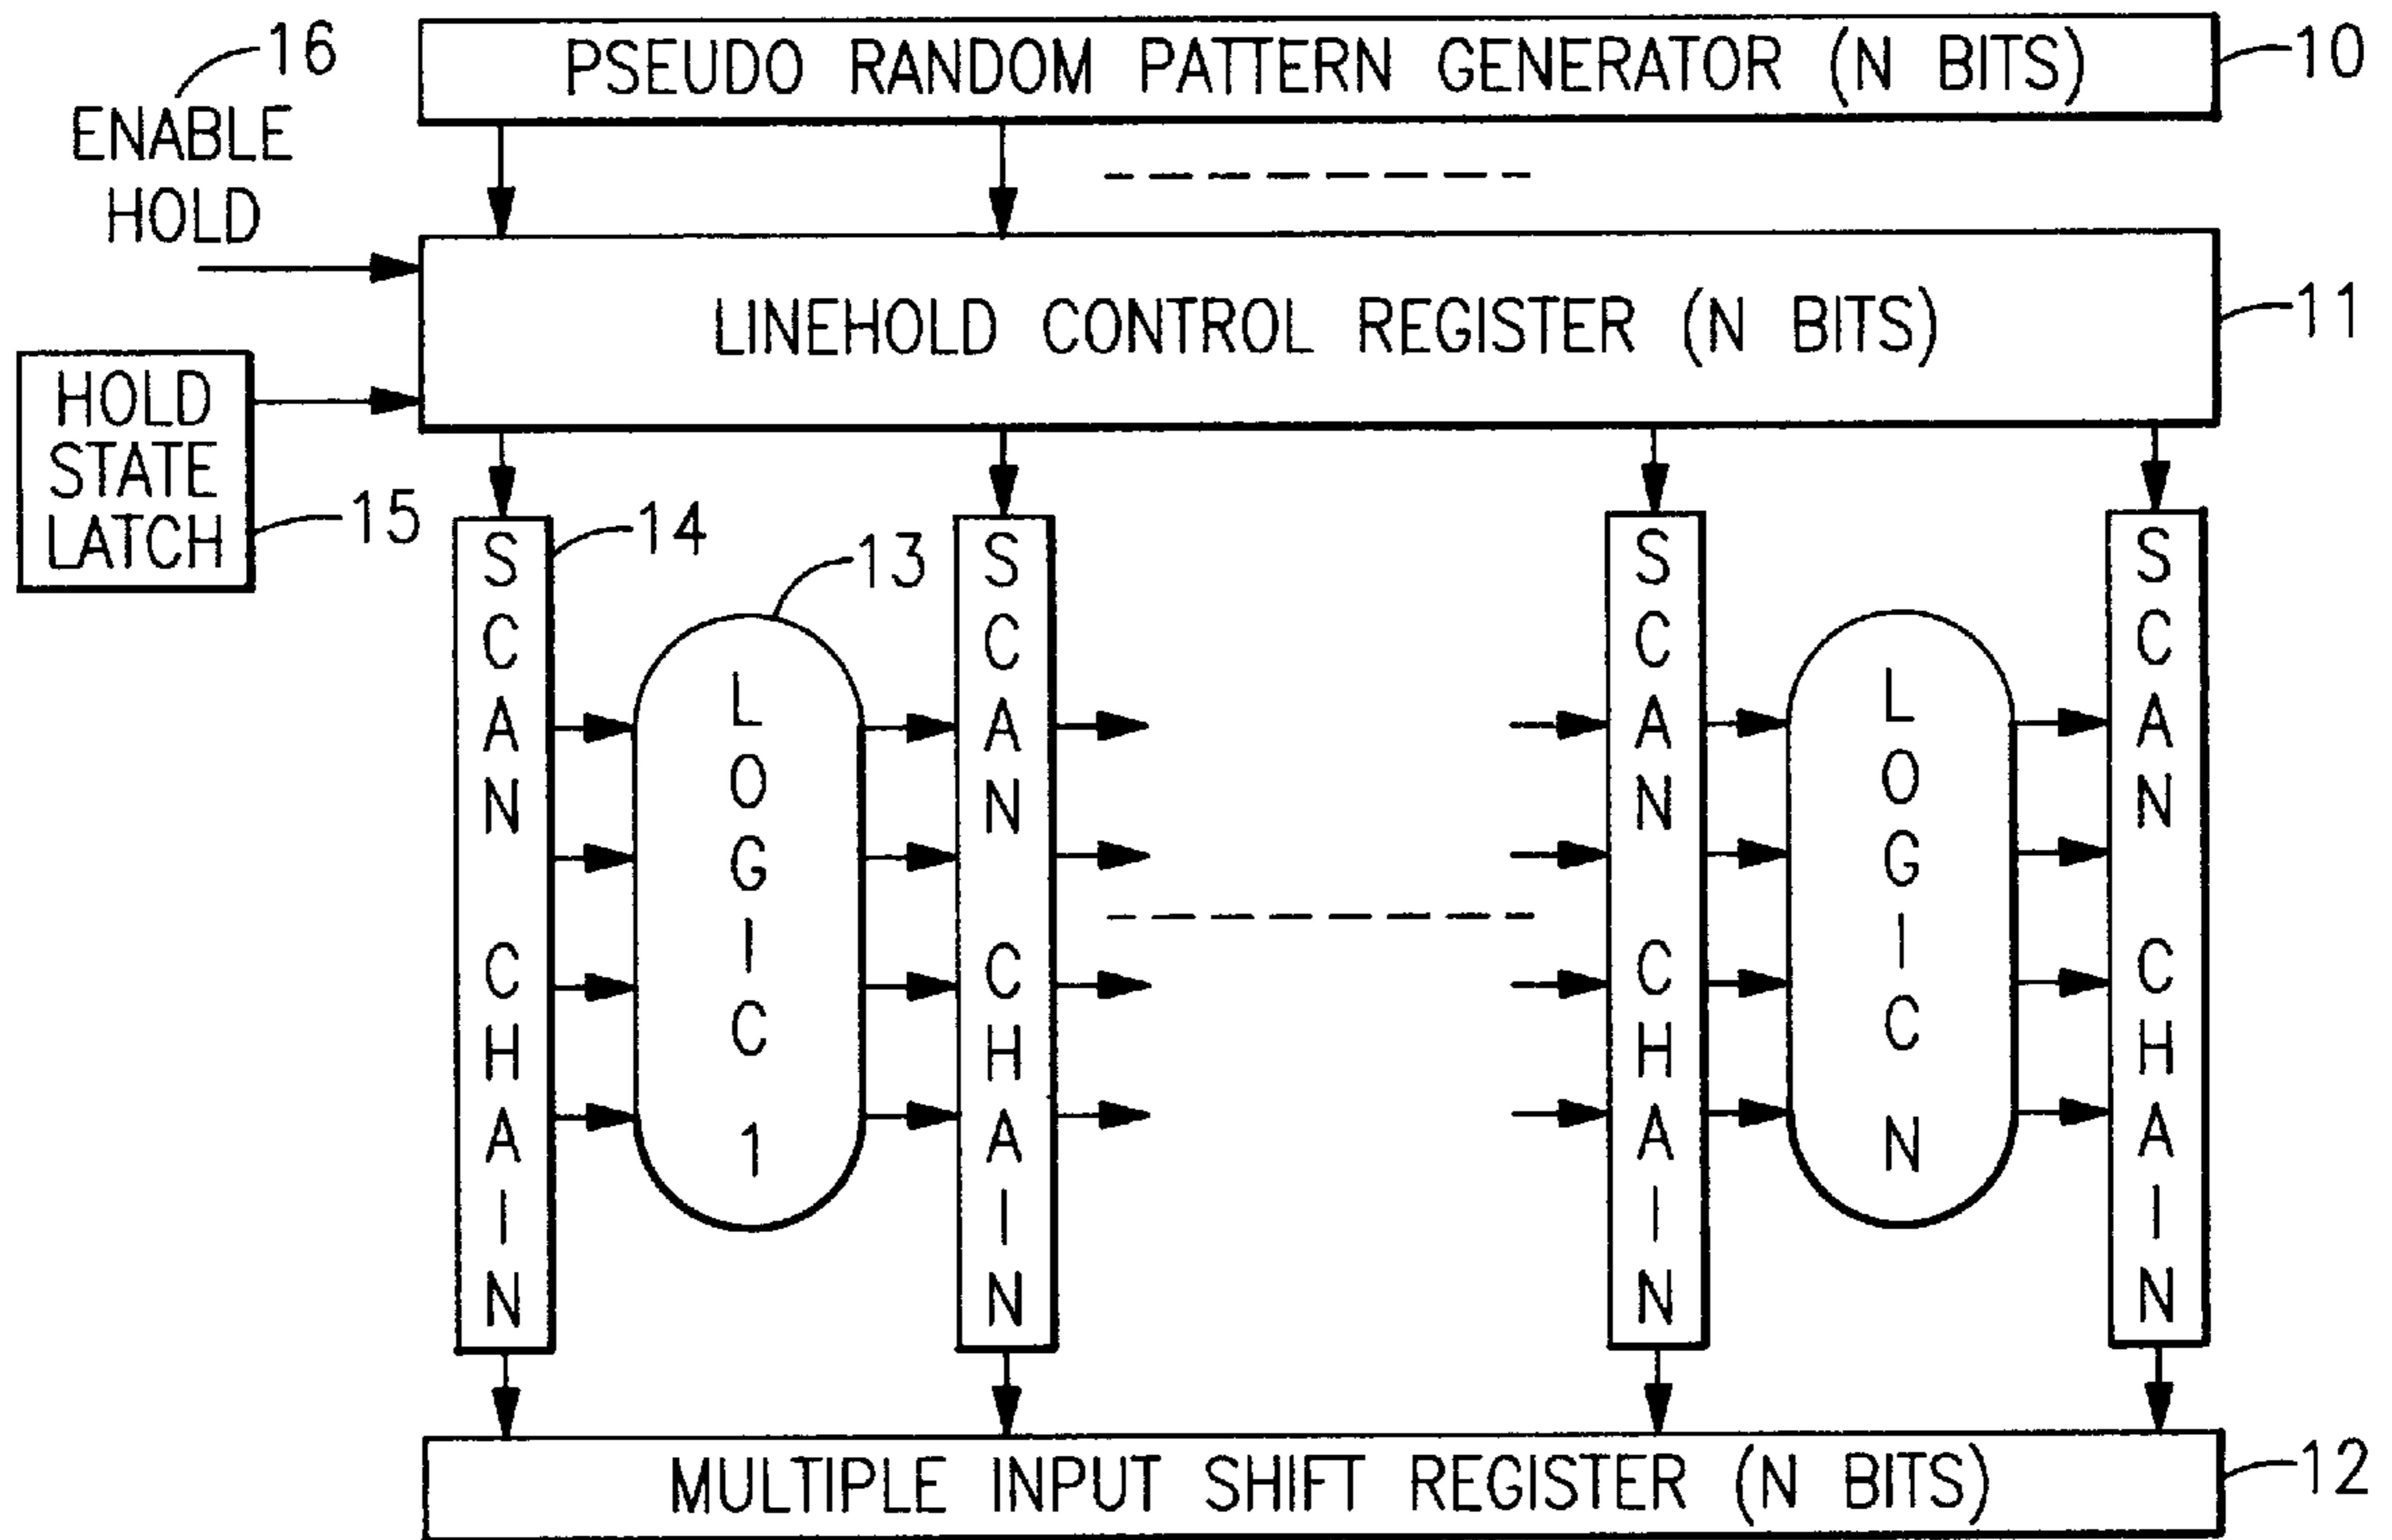 16
PSEUDO RANDOM PATTERN GENERATOR (N BITS)
10
ENABLE
HOLD
LINEHOLD CONTROL REGISTER (N BITS)
11
HOLD
STATE
LATCH
15
SCAN CHAIN
14
LOGIC 1
13
SCAN CHAIN
SCAN CHAIN
LOGIC N
SCAN CHAIN
MULTIPLE INPUT SHIFT REGISTER (N BITS)
12